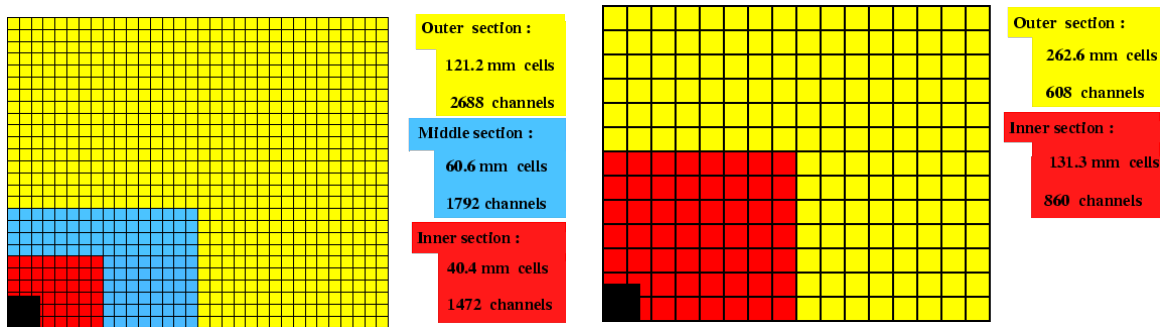 Outer section :
121.2 mm cells
2688 channels
Middle section :
60.6 mm cells
1792 channels
Inner section :
40.4 mm cells
1472 channels
Outer section :
262.6 mm cells
608 channels
Inner section :
131.3 mm cells
860 channels